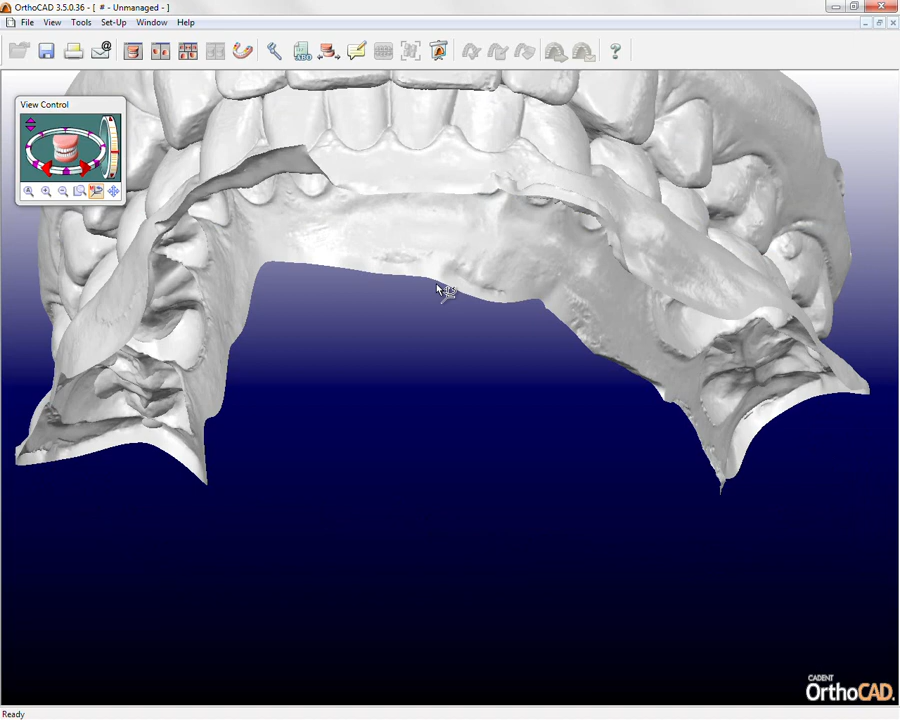 OrthoCAD 3.5.0.36 - [  # - Unmanaged - ]
File View Tools Set-Up Window Help
View Control
CADENT
OrthoCAD.
Ready